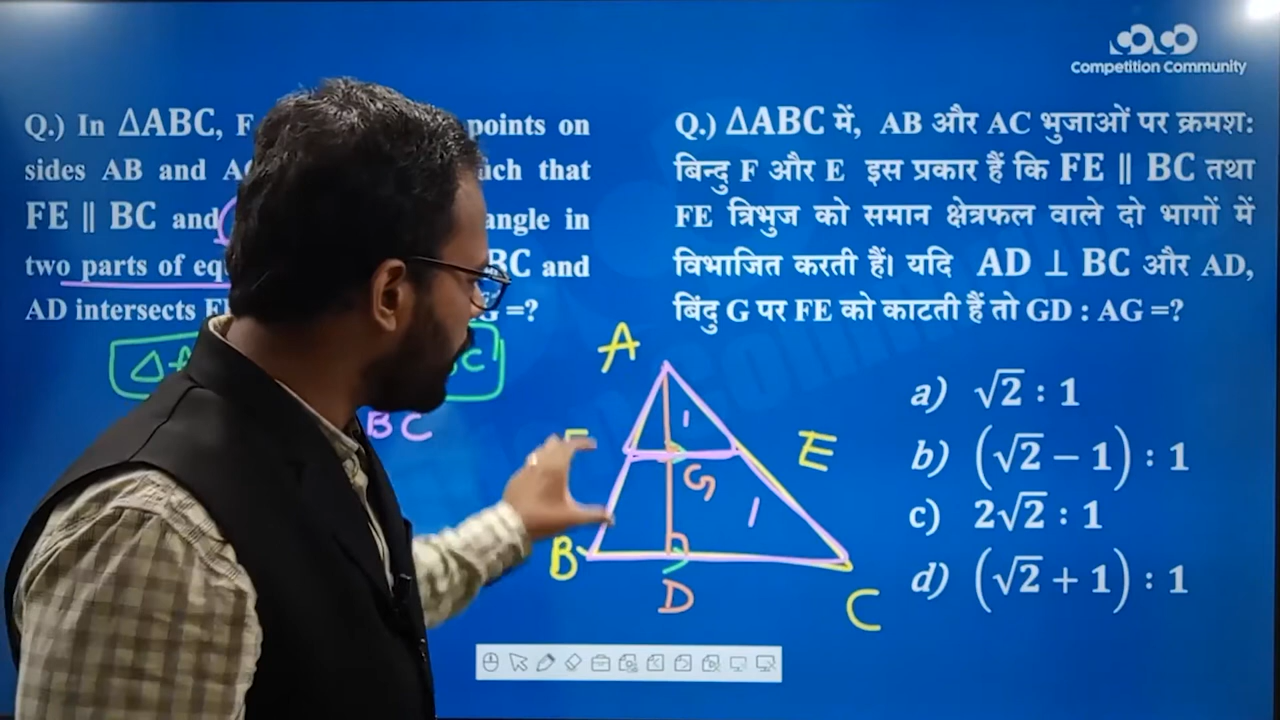 Competition Community
Q.) In ΔABC, F points on
sides AB and that
FE ∥ BC and in
two parts of BC and
AD intersects =?
Q.) ΔABC में, AB और AC भुजाओं पर क्रमश:
बिन्दु F और E इस प्रकार हैं कि FE ∥ BC तथा
FE त्रिभुज को समान क्षेत्रफल वाले दो भागों में
विभाजित करती हैं। यदि AD ⊥ BC और AD,
बिंदु G पर FE को काटती हैं तो GD : AG =?
BC
A
1
E
G
1
B
D
C
a) √2 : 1
b) (√2 − 1) : 1
c) 2√2 : 1
d) (√2 + 1) : 1